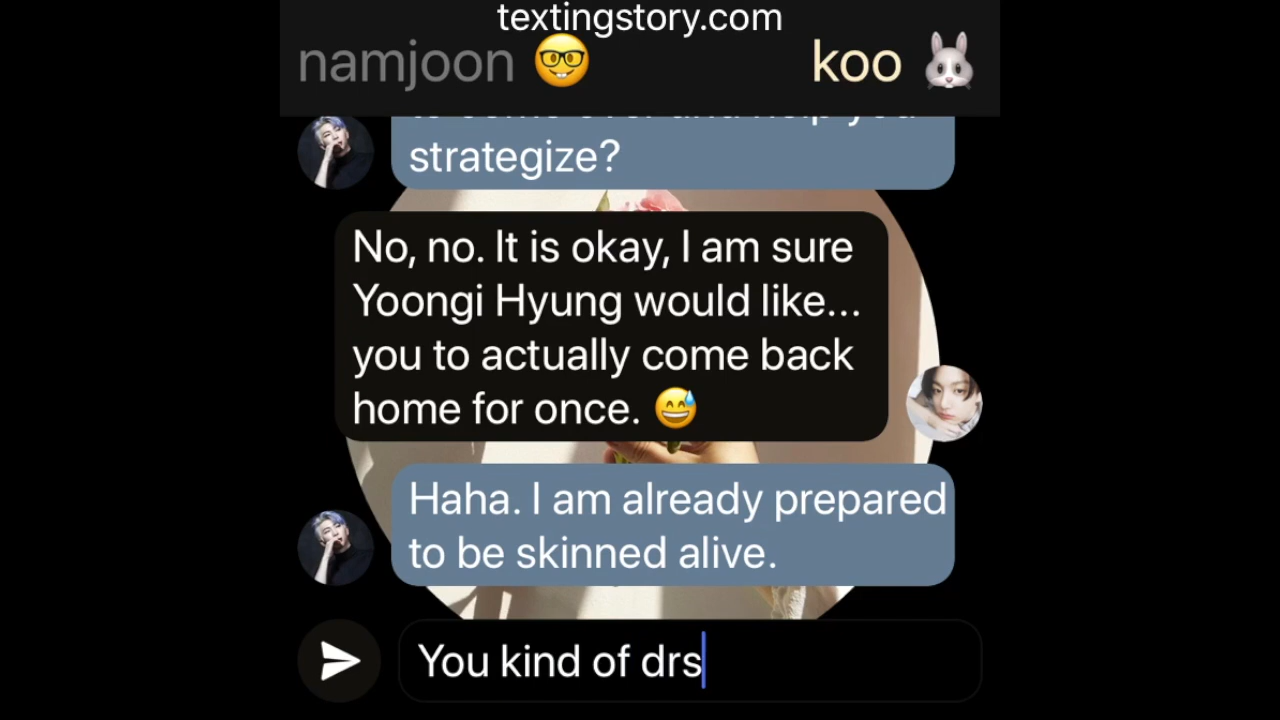 textingstory.com
namjoon 🤓 koo 🐰
strategize?
No, no. It is okay, I am sure
Yoongi Hyung would like...
you to actually come back
home for once. 😅
Haha. I am already prepared
to be skinned alive.
You kind of drs